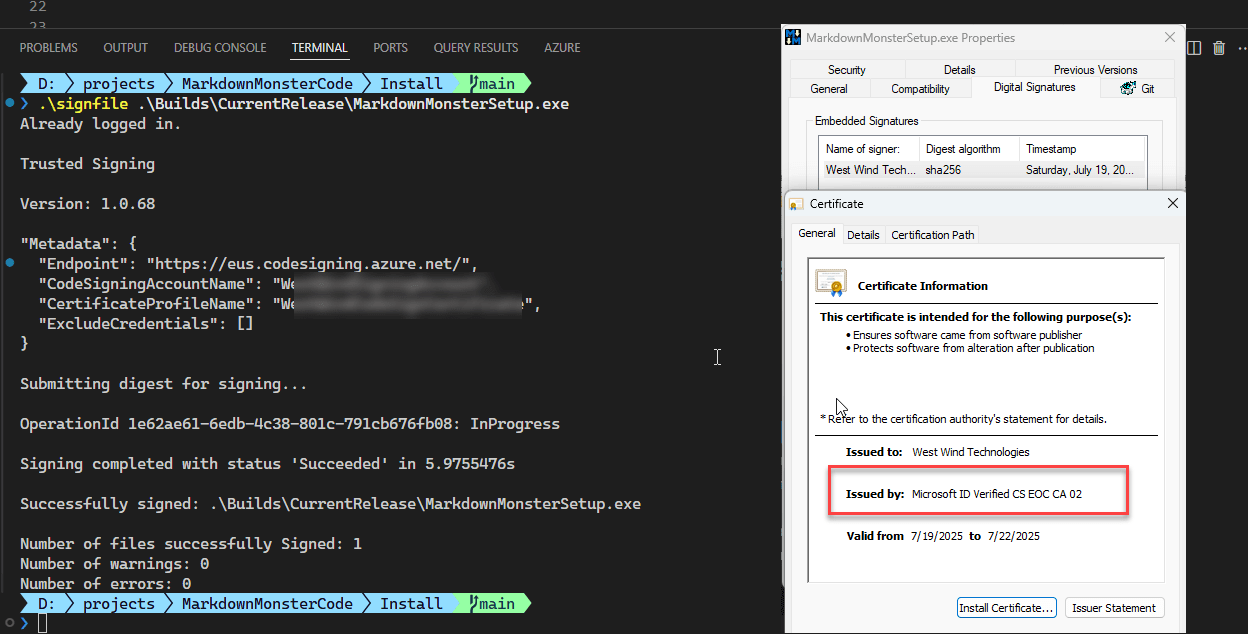 22
23
PROBLEMS OUTPUT DEBUG CONSOLE TERMINAL PORTS QUERY RESULTS AZURE
D: projects MarkdownMonsterCode Install main
.\signfile .\Builds\CurrentRelease\MarkdownMonsterSetup.exe
Already logged in.
Trusted Signing
Version: 1.0.68
"Metadata": {
"Endpoint": "https://eus.codesigning.azure.net/",
"CodeSigningAccountName": "We
"CertificateProfileName": "We ",
"ExcludeCredentials": []
}
Submitting digest for signing...
OperationId 1e62ae61-6edb-4c38-801c-791cb676fb08: InProgress
Signing completed with status 'Succeeded' in 5.9755476s
Successfully signed: .\Builds\CurrentRelease\MarkdownMonsterSetup.exe
Number of files successfully Signed: 1
Number of warnings: 0
Number of errors: 0
D: projects MarkdownMonsterCode Install main
MarkdownMonsterSetup.exe Properties
Security Details Previous Versions
General Compatibility Digital Signatures Git
Embedded Signatures
Name of signer: Digest algorithm Timestamp
West Wind Tech... sha256 Saturday, July 19, 20...
Certificate
General Details Certification Path
Certificate Information
This certificate is intended for the following purpose(s):
• Ensures software came from software publisher
• Protects software from alteration after publication
* Refer to the certification authority's statement for details.
Issued to: West Wind Technologies
Issued by: Microsoft ID Verified CS EOC CA 02
Valid from 7/19/2025 to 7/22/2025
Install Certificate... Issuer Statement